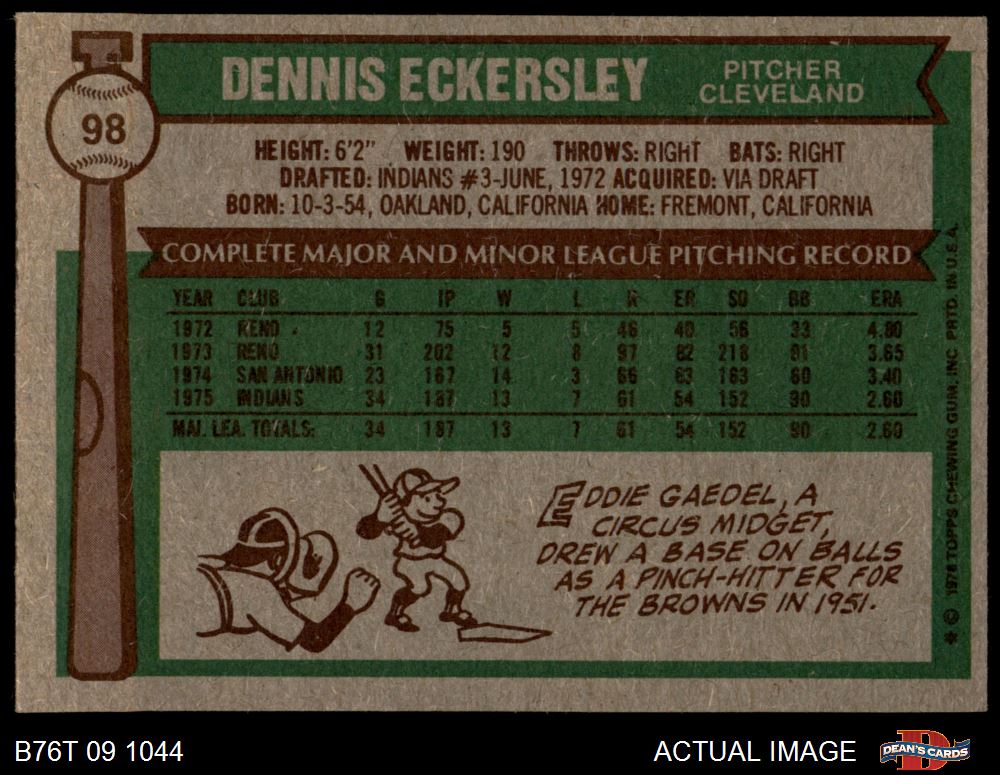 98
DENNIS ECKERSLEY
PITCHER
CLEVELAND
HEIGHT: 6'2" WEIGHT: 190 THROWS: RIGHT BATS: RIGHT
DRAFTED: INDIANS #3-JUNE, 1972 ACQUIRED: VIA DRAFT
BORN: 10-3-54, OAKLAND, CALIFORNIA HOME: FREMONT, CALIFORNIA
COMPLETE MAJOR AND MINOR LEAGUE PITCHING RECORD
YEAR CLUB G IP W L R ER SO BB ERA
1972 RENO 12 75 5 5 46 40 56 33 4.80
1973 RENO 31 202 12 8 97 82 218 91 3.65
1974 SAN ANTONIO 23 167 14 3 66 63 163 60 3.40
1975 INDIANS 34 187 13 7 61 54 152 90 2.60
MAJ. LEA. TOTALS: 34 187 13 7 61 54 152 90 2.60
EDDIE GAEDEL, A
CIRCUS MIDGET,
DREW A BASE ON BALLS
AS A PINCH-HITTER FOR
THE BROWNS IN 1951.
* © 1976 TOPPS CHEWING GUM, INC. PRTD. IN U.S.A.
B76T 09 1044
ACTUAL IMAGE
D
DEAN'S CARDS